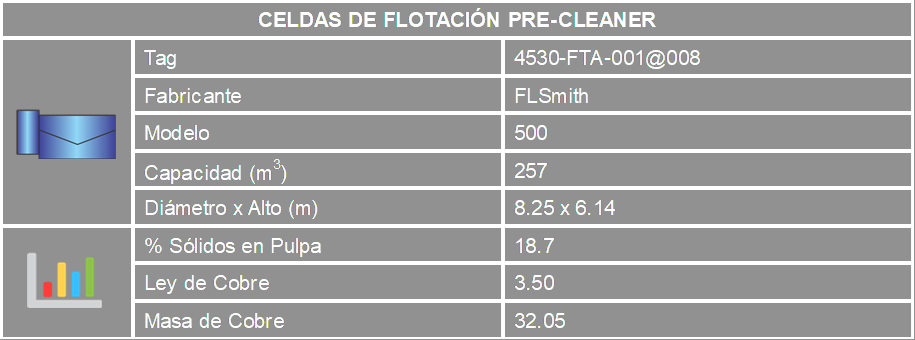 CELDAS DE FLOTACIÓN PRE-CLEANER
Tag 4530-FTA-001@008
Fabricante FLSmith
Modelo 500
Capacidad (m³) 257
Diámetro x Alto (m) 8.25 x 6.14
% Sólidos en Pulpa 18.7
Ley de Cobre 3.50
Masa de Cobre 32.05